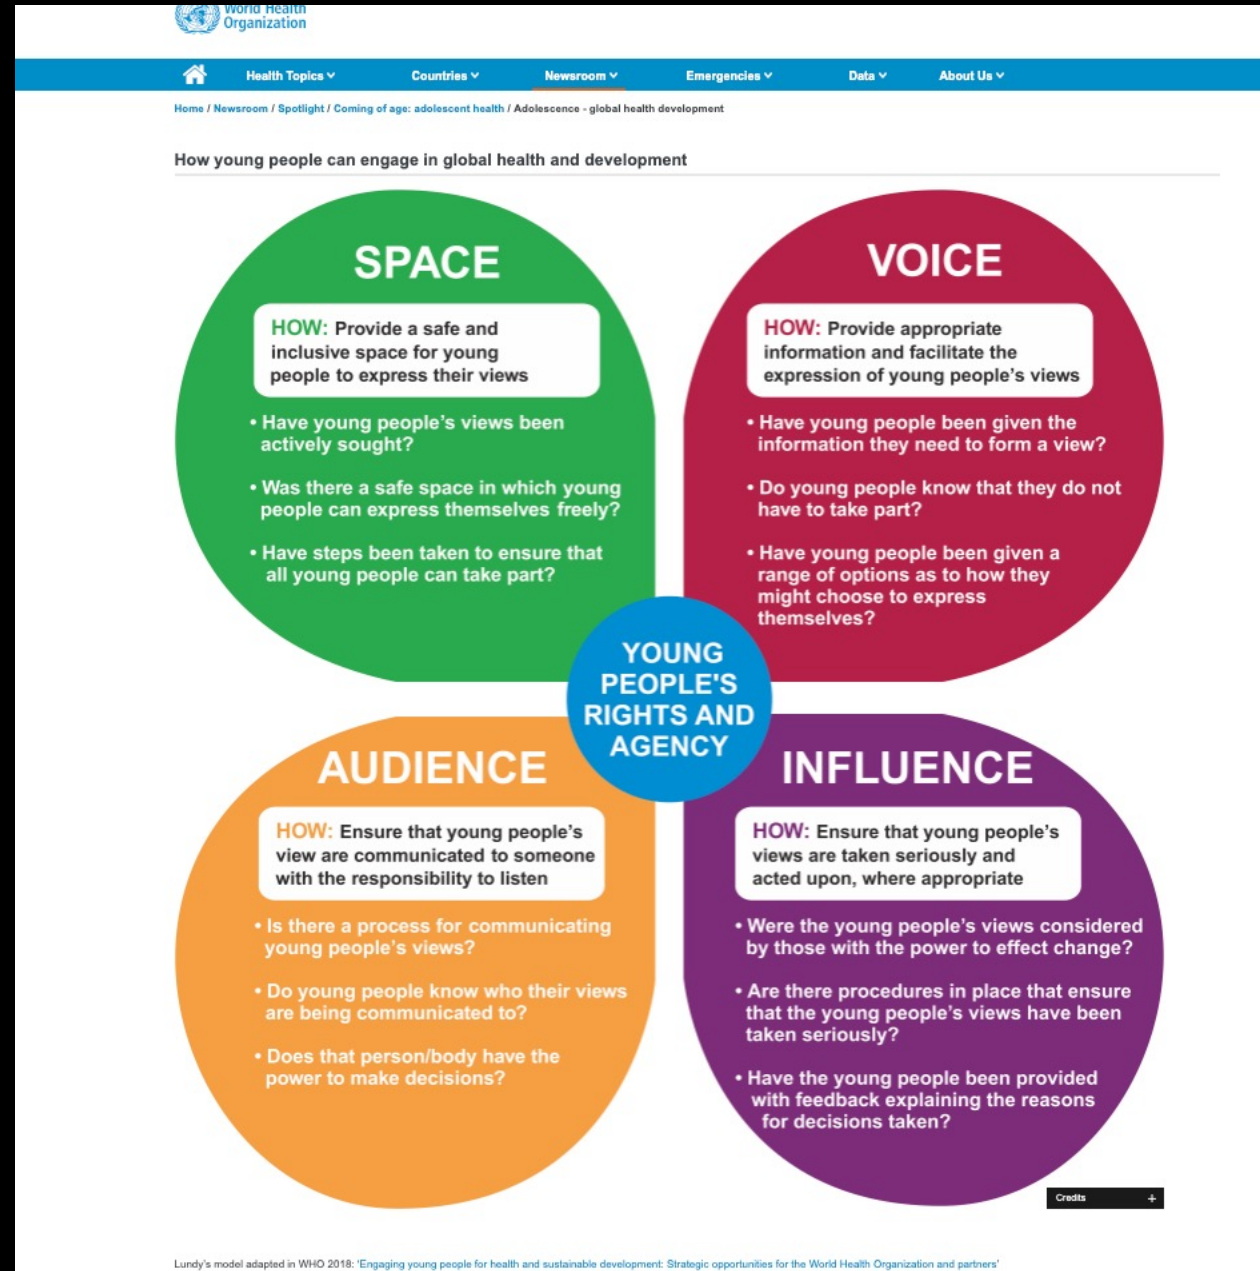 World Health
Organization
Health Topics
Countries
Newsroom
Emergencies
Data
About Us
Home / Newsroom / Spotlight / Coming of age: adolescent health / Adolescence - global health development
How young people can engage in global health and development
SPACE
HOW: Provide a safe and
inclusive space for young
people to express their views
• Have young people’s views been
actively sought?
• Was there a safe space in which young
people can express themselves freely?
• Have steps been taken to ensure that
all young people can take part?
VOICE
HOW: Provide appropriate
information and facilitate the
expression of young people’s views
• Have young people been given the
information they need to form a view?
• Do young people know that they do not
have to take part?
• Have young people been given a
range of options as to how they
might choose to express
themselves?
YOUNG
PEOPLE'S
RIGHTS AND
AGENCY
AUDIENCE
HOW: Ensure that young people’s
view are communicated to someone
with the responsibility to listen
• Is there a process for communicating
young people’s views?
• Do young people know who their views
are being communicated to?
• Does that person/body have the
power to make decisions?
INFLUENCE
HOW: Ensure that young people’s
views are taken seriously and
acted upon, where appropriate
• Were the young people’s views considered
by those with the power to effect change?
• Are there procedures in place that ensure
that the young people’s views have been
taken seriously?
• Have the young people been provided
with feedback explaining the reasons
for decisions taken?
Credits +
Lundy’s model adapted in WHO 2018: 'Engaging young people for health and sustainable development: Strategic opportunities for the World Health Organization and partners'